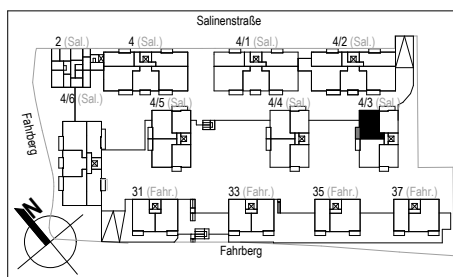 Salinenstraße
2 (Sal.) 4 (Sal.) 4/1 (Sal.) 4/2 (Sal.)
4/6 (Sal.) 4/5 (Sal.) 4/4 (Sal.) 4/3 (Sal.)
Fahrberg
31 (Fahr.) 33 (Fahr.) 35 (Fahr.) 37 (Fahr.)
N
Fahrberg